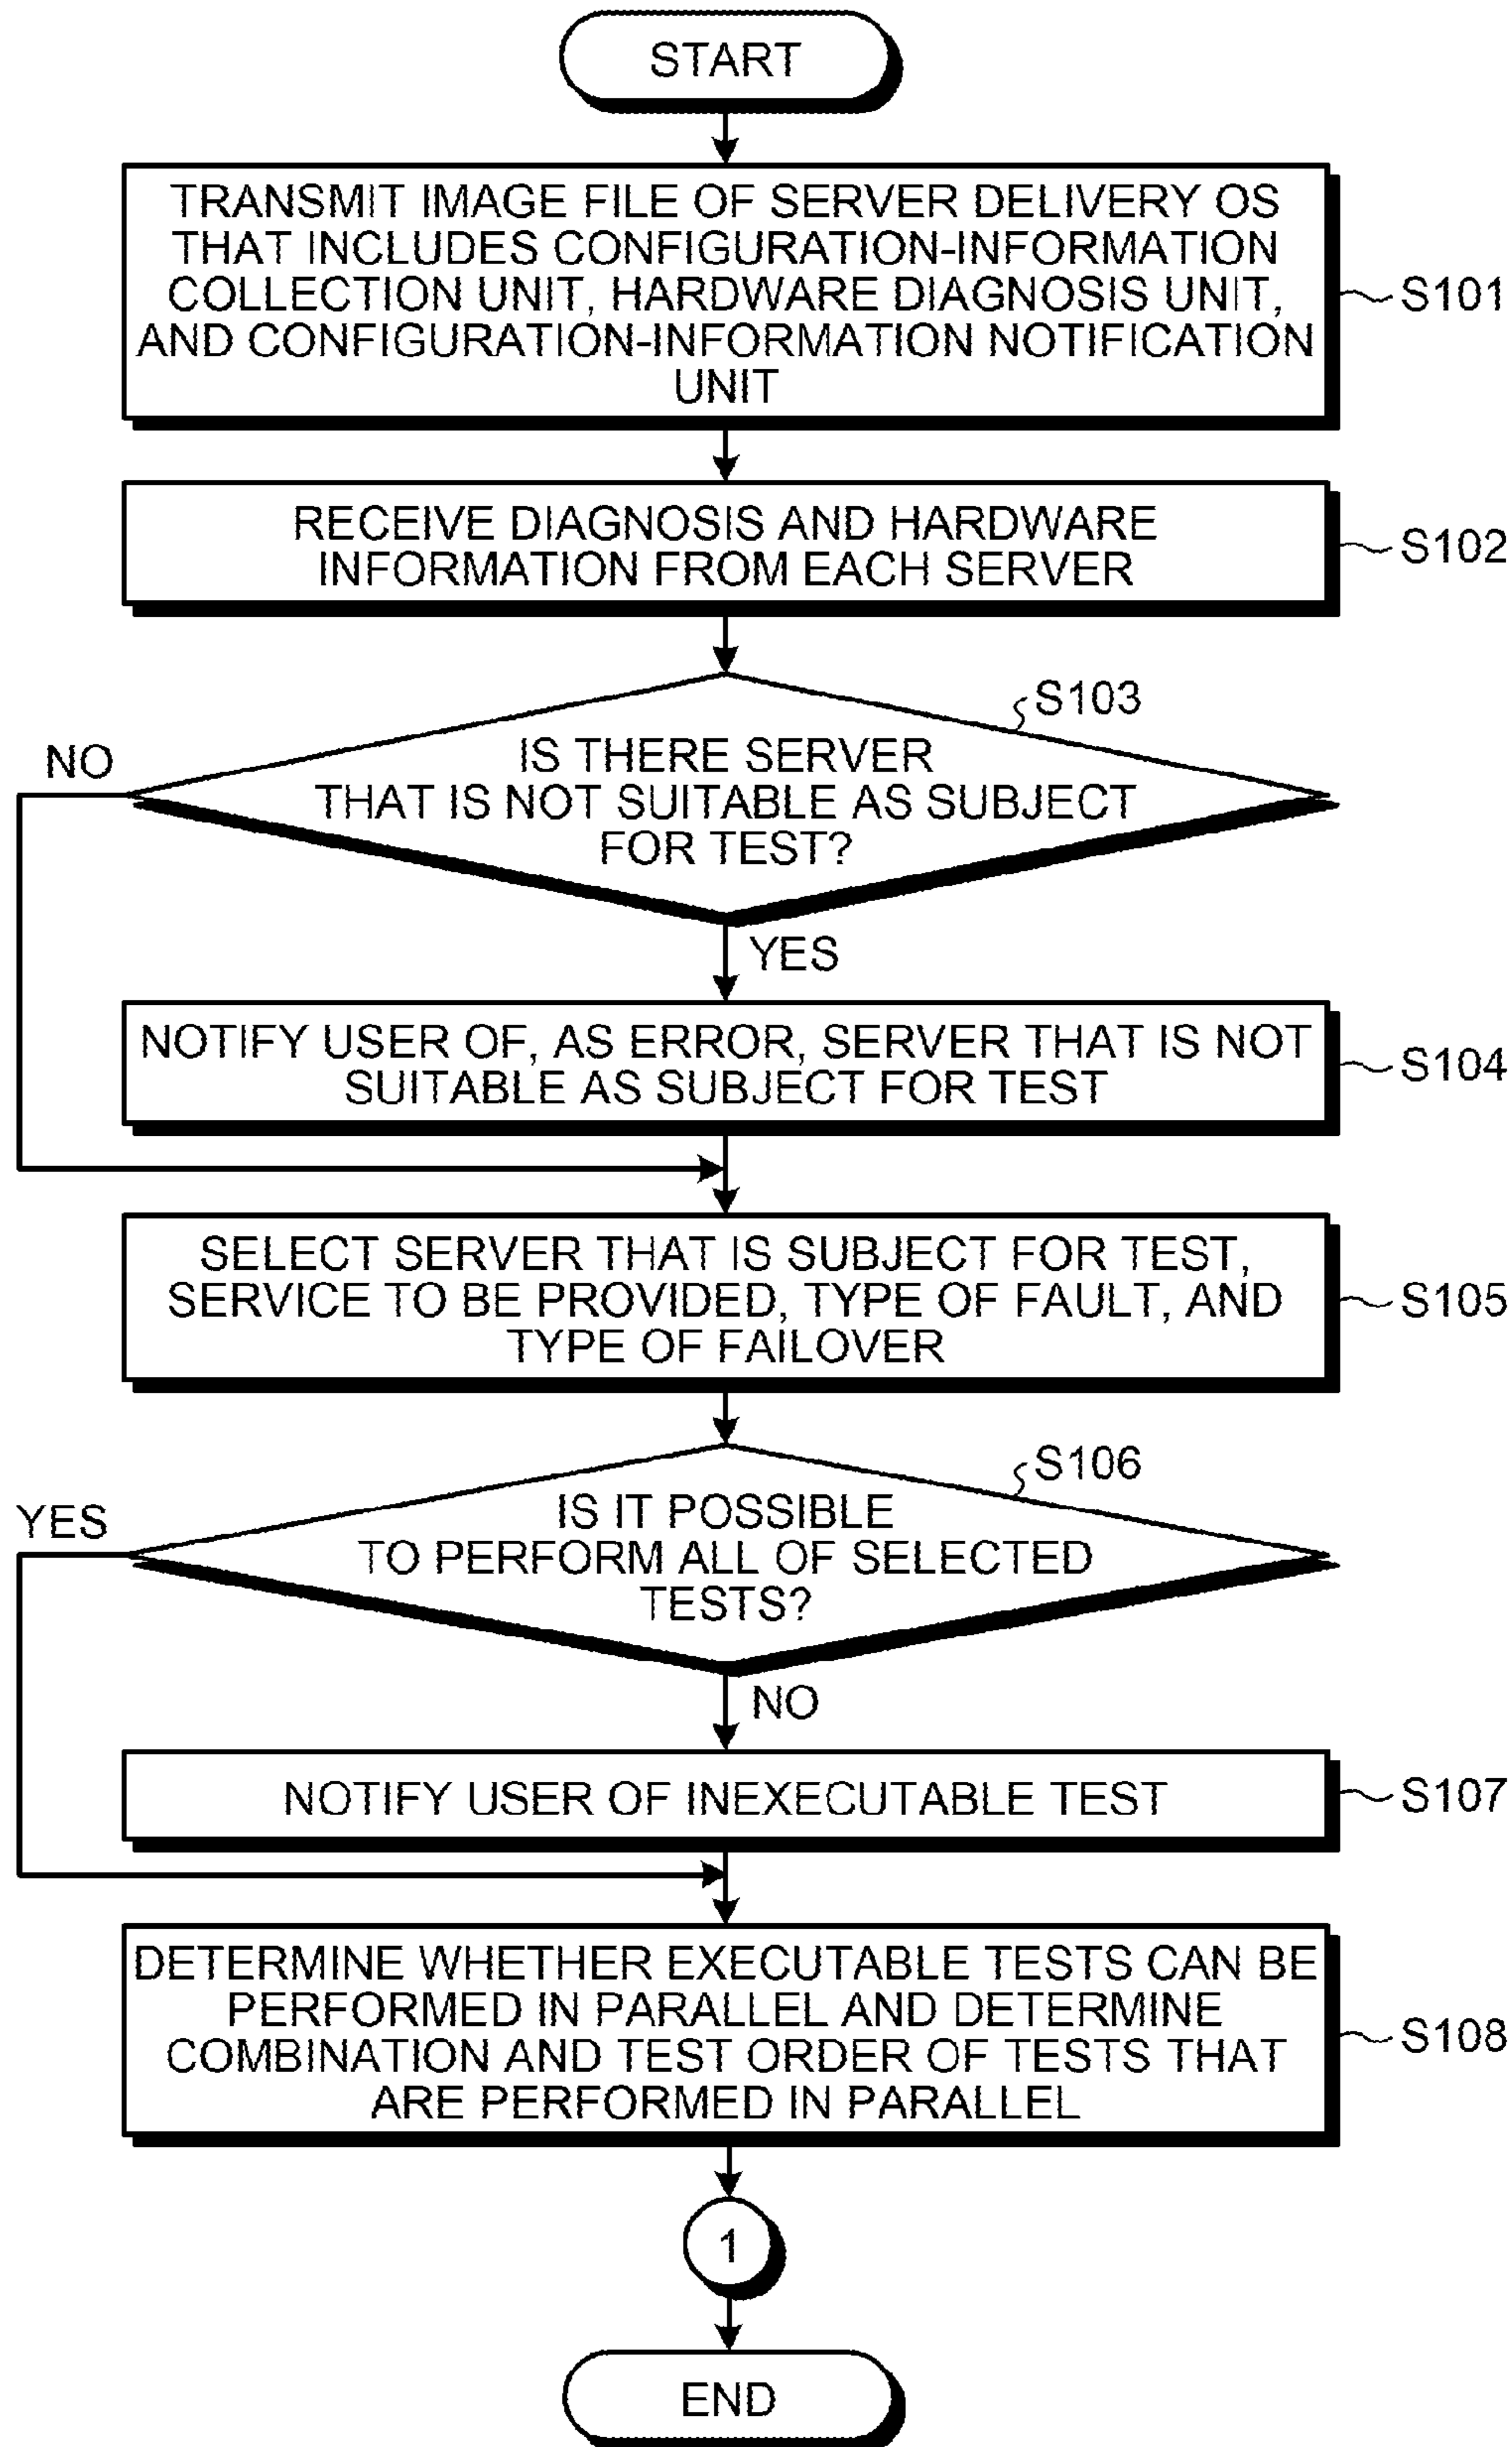 START
TRANSMIT IMAGE FILE OF SERVER DELIVERY OS
THAT INCLUDES CONFIGURATION-INFORMATION
COLLECTION UNIT, HARDWARE DIAGNOSIS UNIT,
AND CONFIGURATION-INFORMATION NOTIFICATION
UNIT
S101
RECEIVE DIAGNOSIS AND HARDWARE
INFORMATION FROM EACH SERVER
S102
S103
NO
IS THERE SERVER
THAT IS NOT SUITABLE AS SUBJECT
FOR TEST?
YES
NOTIFY USER OF, AS ERROR, SERVER THAT IS NOT
SUITABLE AS SUBJECT FOR TEST
S104
SELECT SERVER THAT IS SUBJECT FOR TEST,
SERVICE TO BE PROVIDED, TYPE OF FAULT, AND
TYPE OF FAILOVER
S105
S106
YES
IS IT POSSIBLE
TO PERFORM ALL OF SELECTED
TESTS?
NO
NOTIFY USER OF INEXECUTABLE TEST
S107
DETERMINE WHETHER EXECUTABLE TESTS CAN BE
PERFORMED IN PARALLEL AND DETERMINE
COMBINATION AND TEST ORDER OF TESTS THAT
ARE PERFORMED IN PARALLEL
S108
1
END